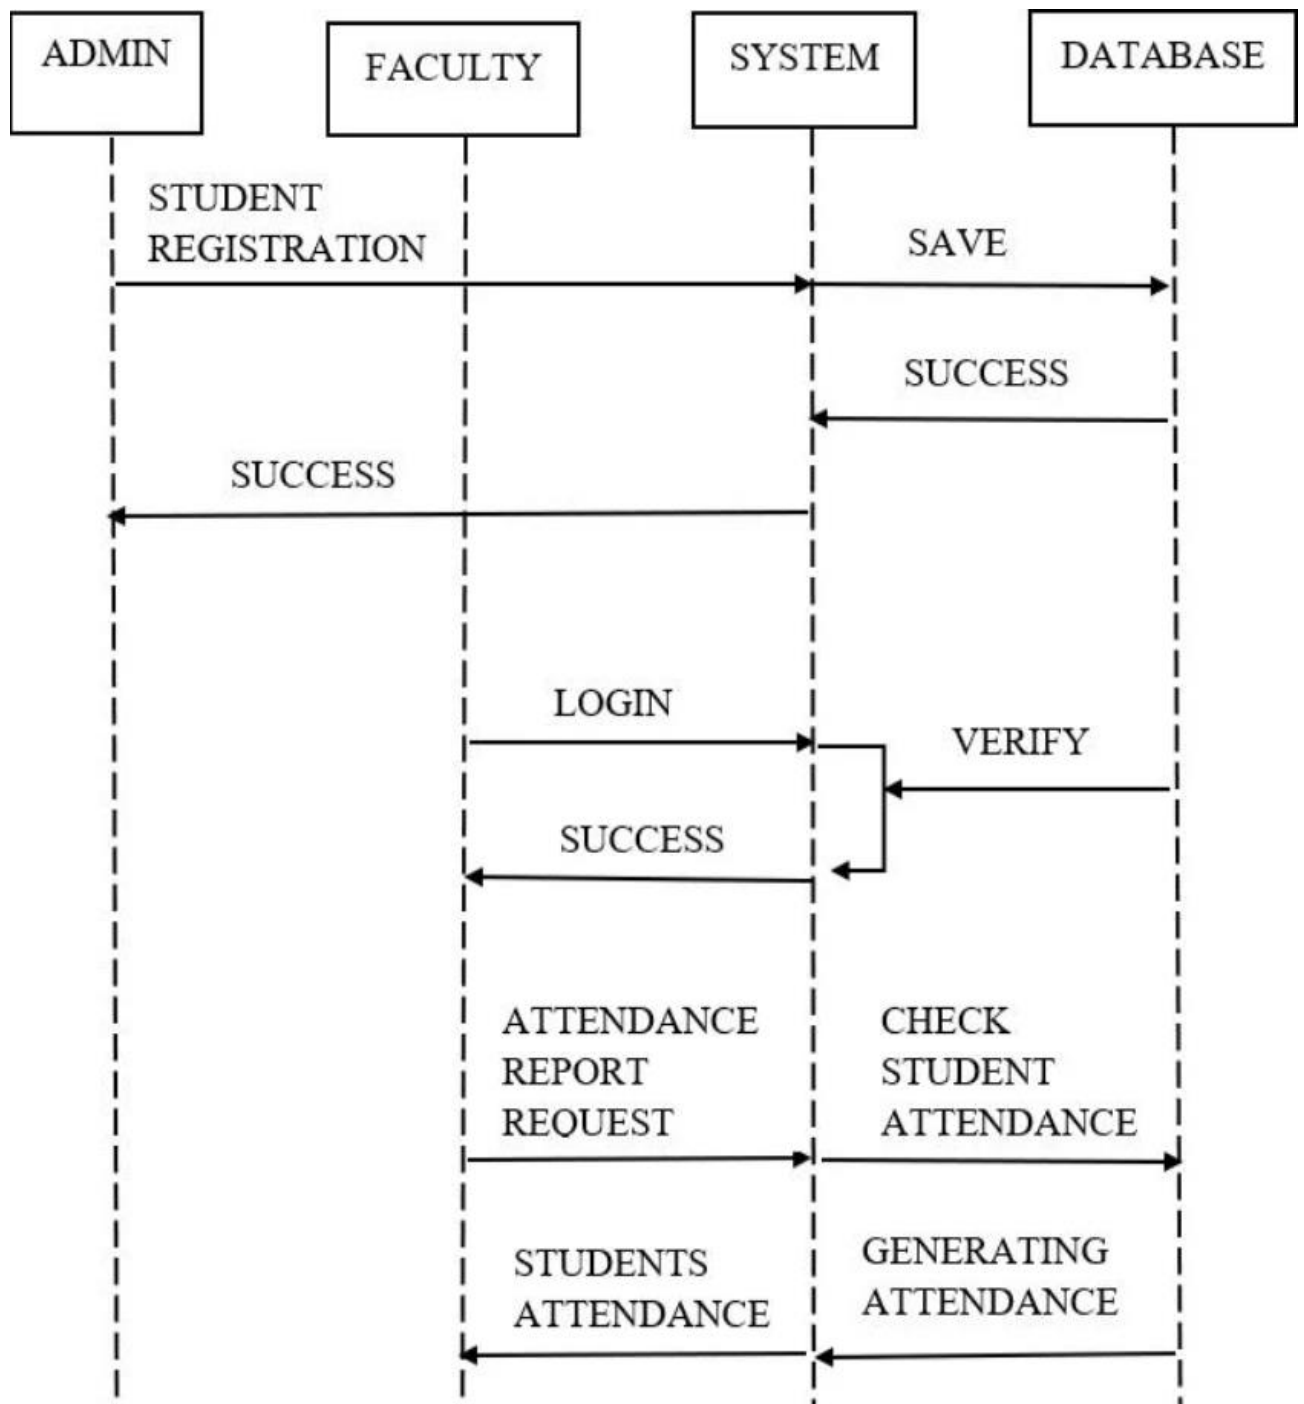 ADMIN
FACULTY
SYSTEM
DATABASE
STUDENT
REGISTRATION
SAVE
SUCCESS
SUCCESS
LOGIN
VERIFY
SUCCESS
ATTENDANCE
REPORT
REQUEST
CHECK
STUDENT
ATTENDANCE
STUDENTS
ATTENDANCE
GENERATING
ATTENDANCE